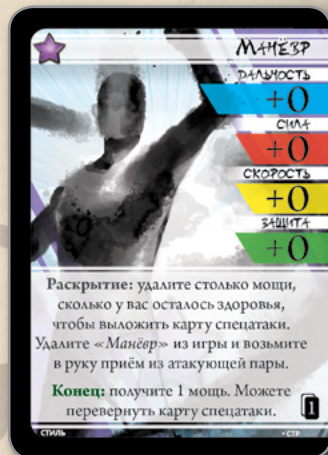 Манёвр
дальность
+0
сила
+0
скорость
+0
защита
+0
Раскрытие: удалите столько мощи,
сколько у вас осталось здоровья,
чтобы выложить карту спецатаки.
Удалите «Манёвр» из игры и возьмите
в руку приём из атакующей пары.
Конец: получите 1 мощь. Можете
перевернуть карту спецатаки.
1
СТИЛЬ
• СТР